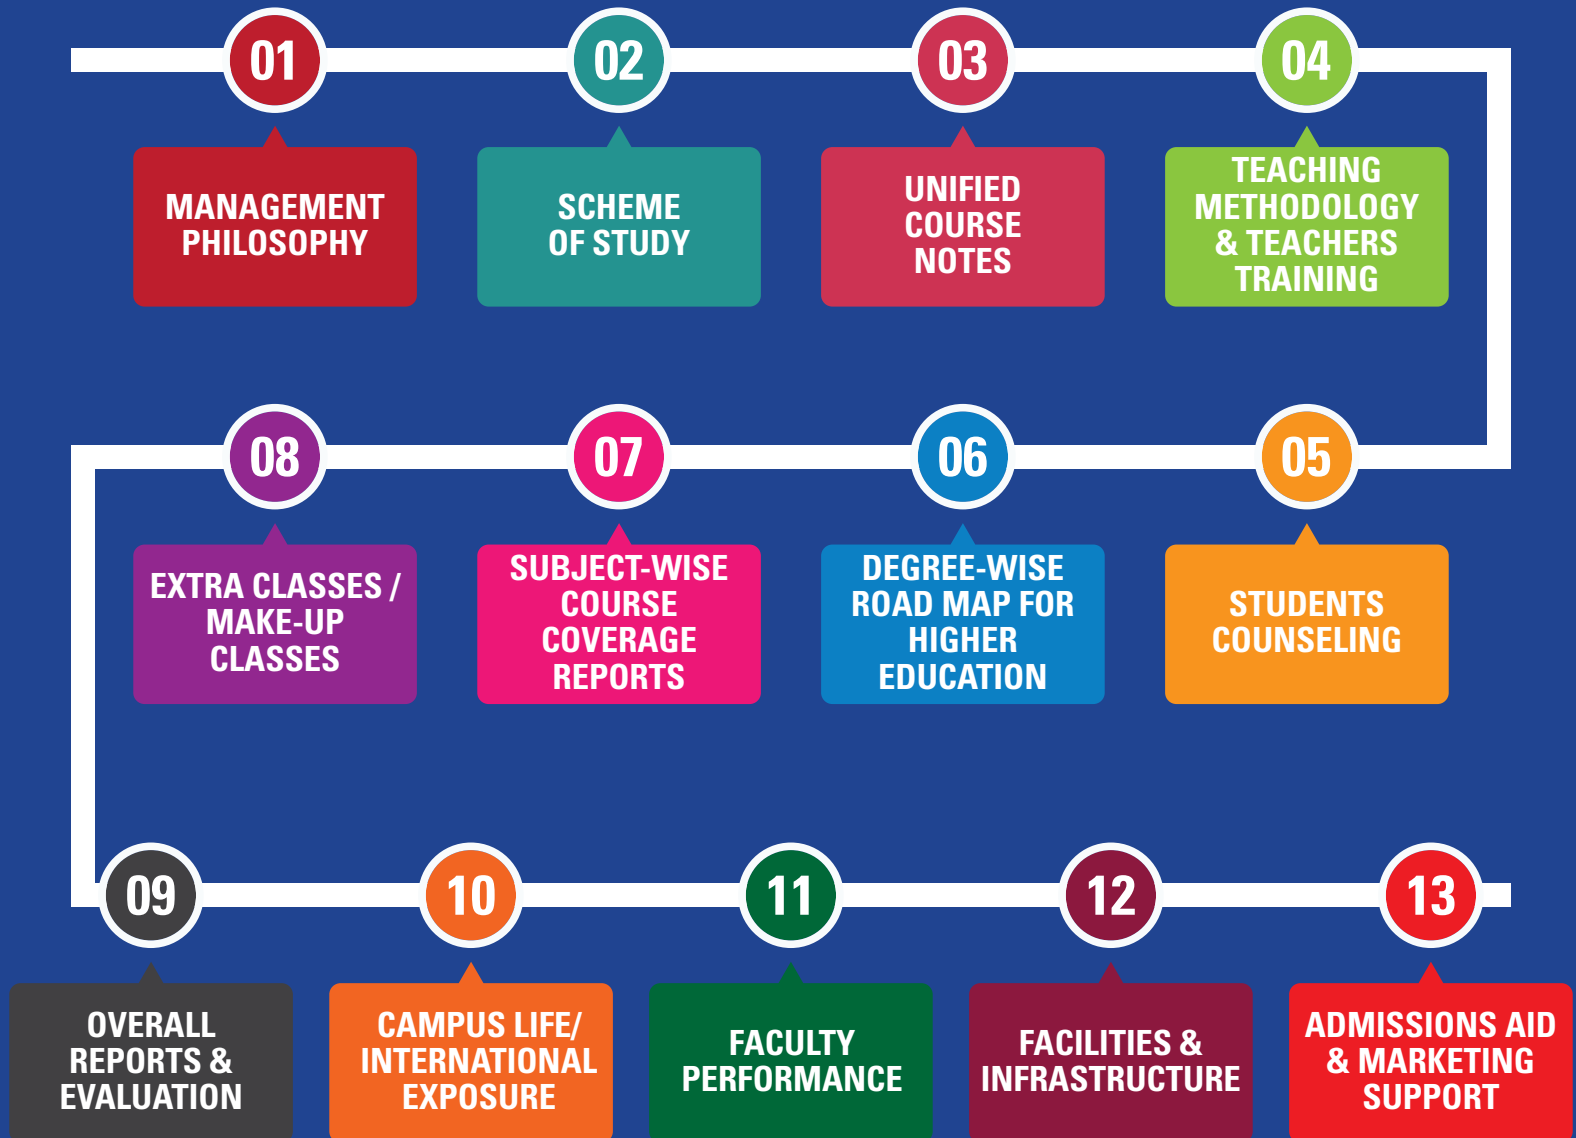 01
MANAGEMENT
PHILOSOPHY
02
SCHEME
OF STUDY
03
UNIFIED
COURSE
NOTES
04
TEACHING
METHODOLOGY
& TEACHERS
TRAINING
05
STUDENTS
COUNSELING
06
DEGREE-WISE
ROAD MAP FOR
HIGHER
EDUCATION
07
SUBJECT-WISE
COURSE
COVERAGE
REPORTS
08
EXTRA CLASSES /
MAKE-UP
CLASSES
09
OVERALL
REPORTS &
EVALUATION
10
CAMPUS LIFE/
INTERNATIONAL
EXPOSURE
11
FACULTY
PERFORMANCE
12
FACILITIES &
INFRASTRUCTURE
13
ADMISSIONS AID
& MARKETING
SUPPORT